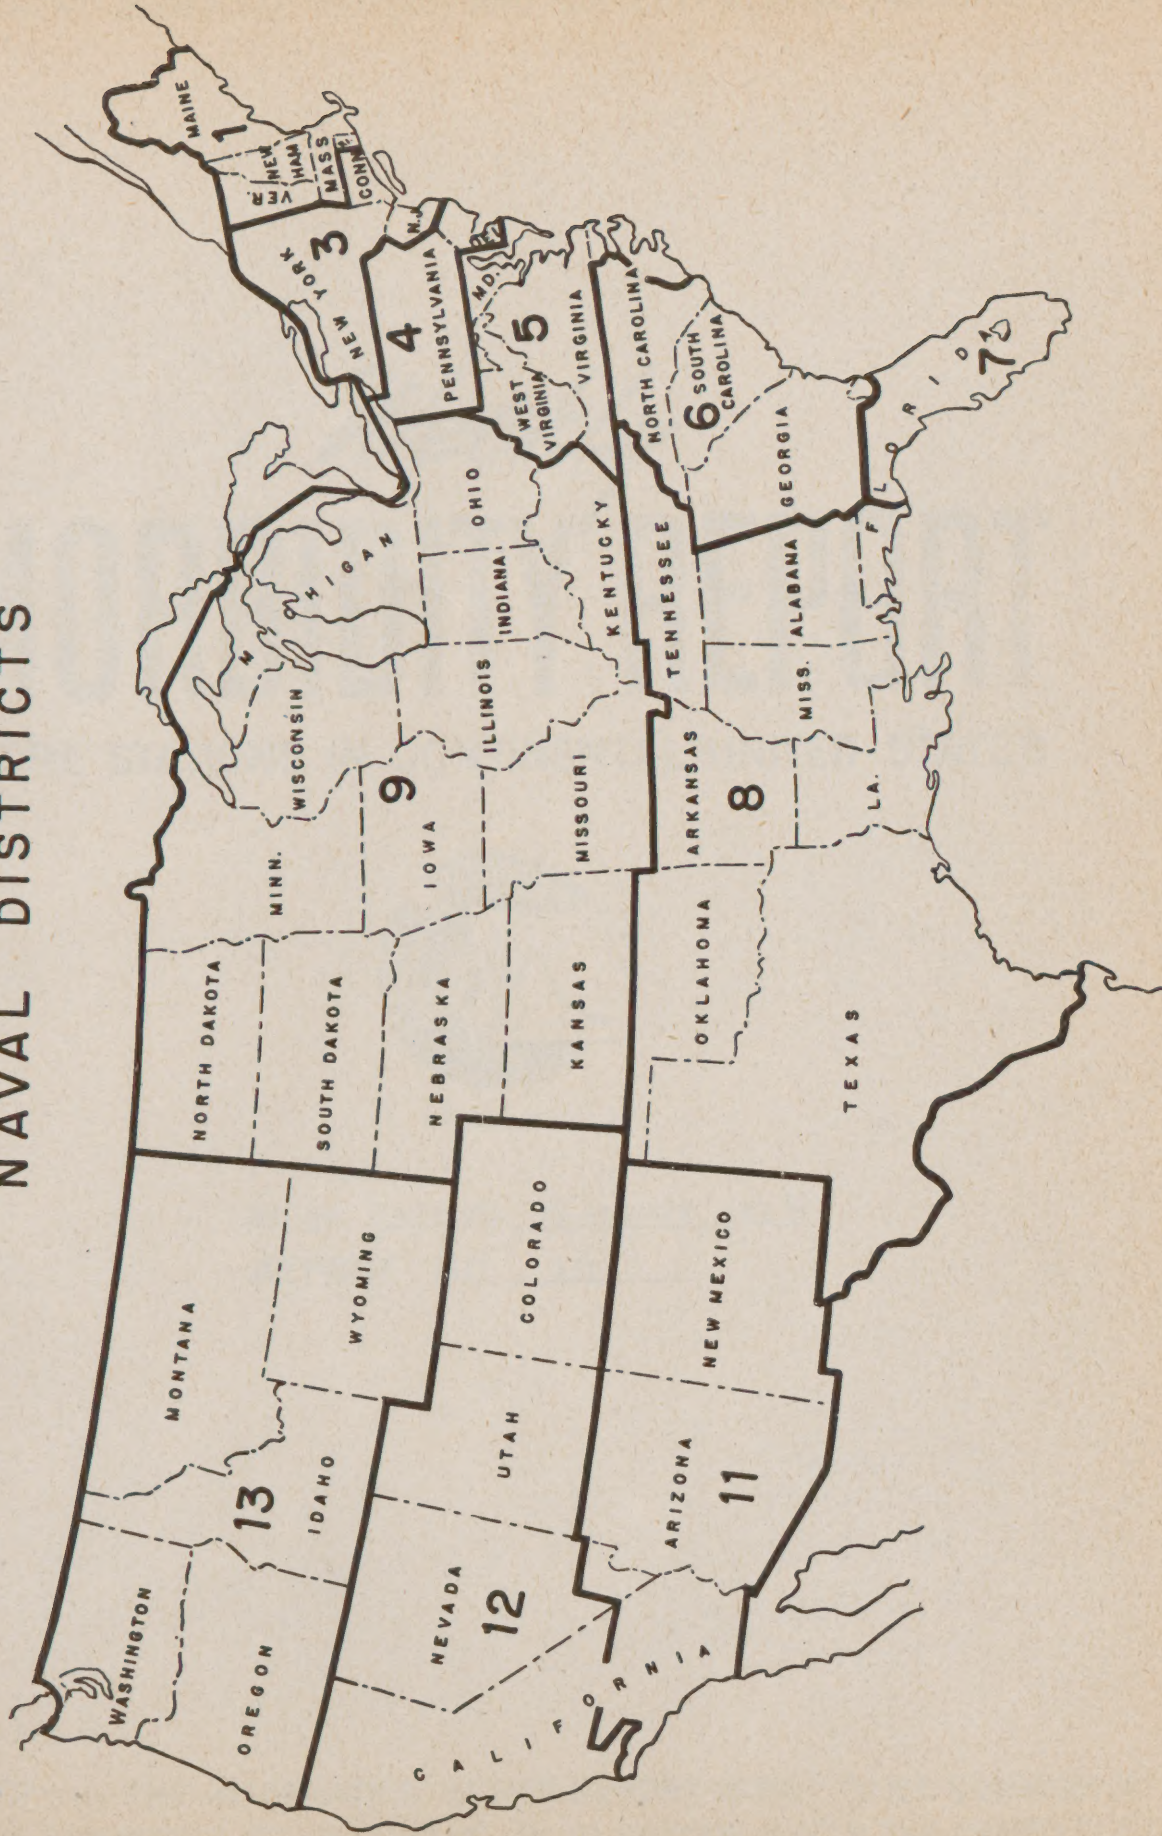 NAVAL DISTRICTS
MAINE
1
VER.
NEW
HAM
MASS
CONN
3
NEW YORK
N.J.
4
PENNSYLVANIA
DEL.
MD.
5
WEST
VIRGINIA
VIRGINIA
NORTH CAROLINA
6
SOUTH
CAROLINA
GEORGIA
FLORIDA
7
OHIO
MICHIGAN
INDIANA
KENTUCKY
TENNESSEE
ALABANA
MISS.
WISCONSIN
ILLINOIS
9
IOWA
MISSOURI
ARKANSAS
8
LA.
MINN.
NORTH DAKOTA
SOUTH DAKOTA
NEBRASKA
KANSAS
OKLAHOMA
TEXAS
MONTANA
WYOMING
COLORADO
NEW MEXICO
13
IDAHO
UTAH
ARIZONA
11
WASHINGTON
OREGON
NEVADA
12
CALIFORNIA